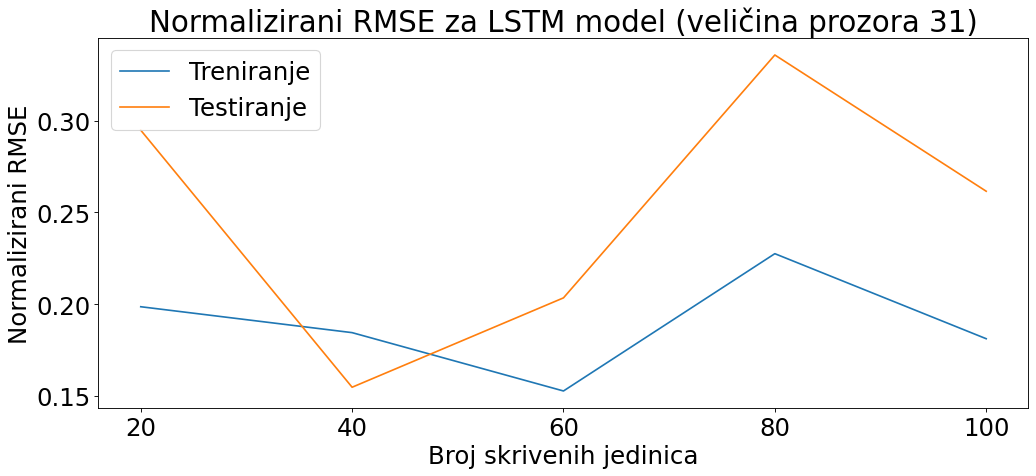 Normalizirani RMSE za LSTM model (veličina prozora 31)
Treniranje
Testiranje
Normalizirani RMSE
0.30
0.25
0.20
0.15
20 40 60 80 100
Broj skrivenih jedinica